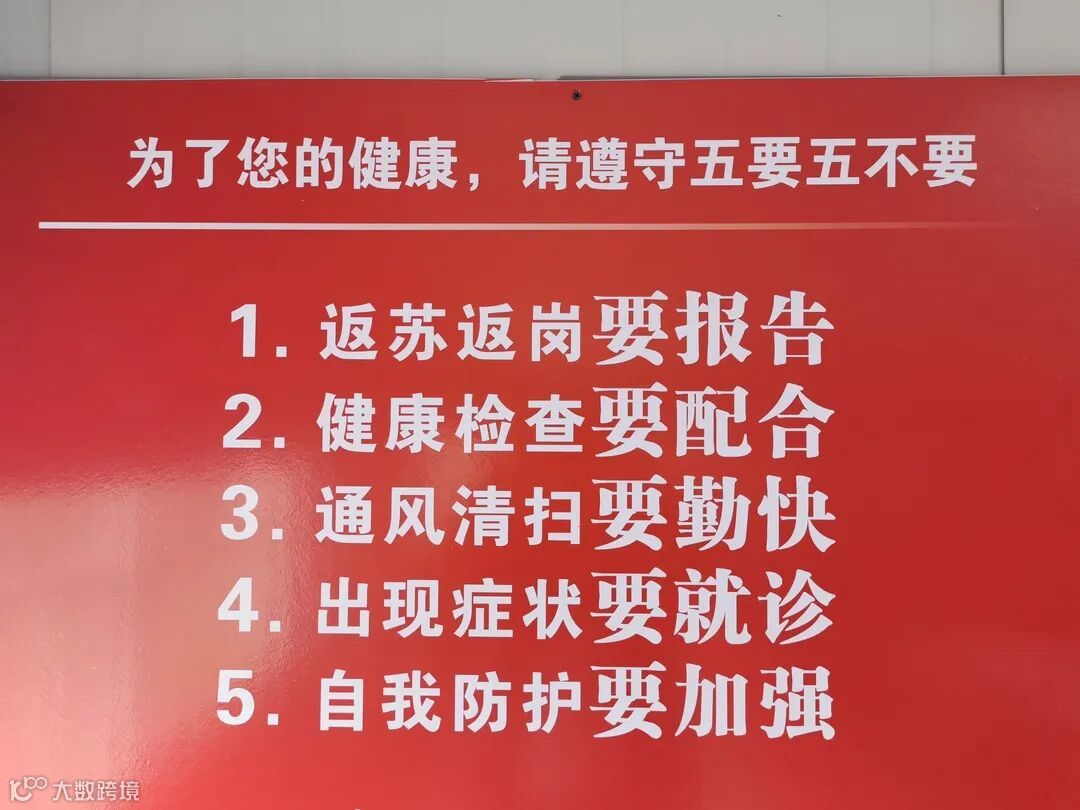 为了您的健康，请遵守五要五不要
1. 返苏返岗要报告
2. 健康检查要配合
3. 通风清扫要勤快
4. 出现症状要就诊
5. 自我防护要加强
大数跨境